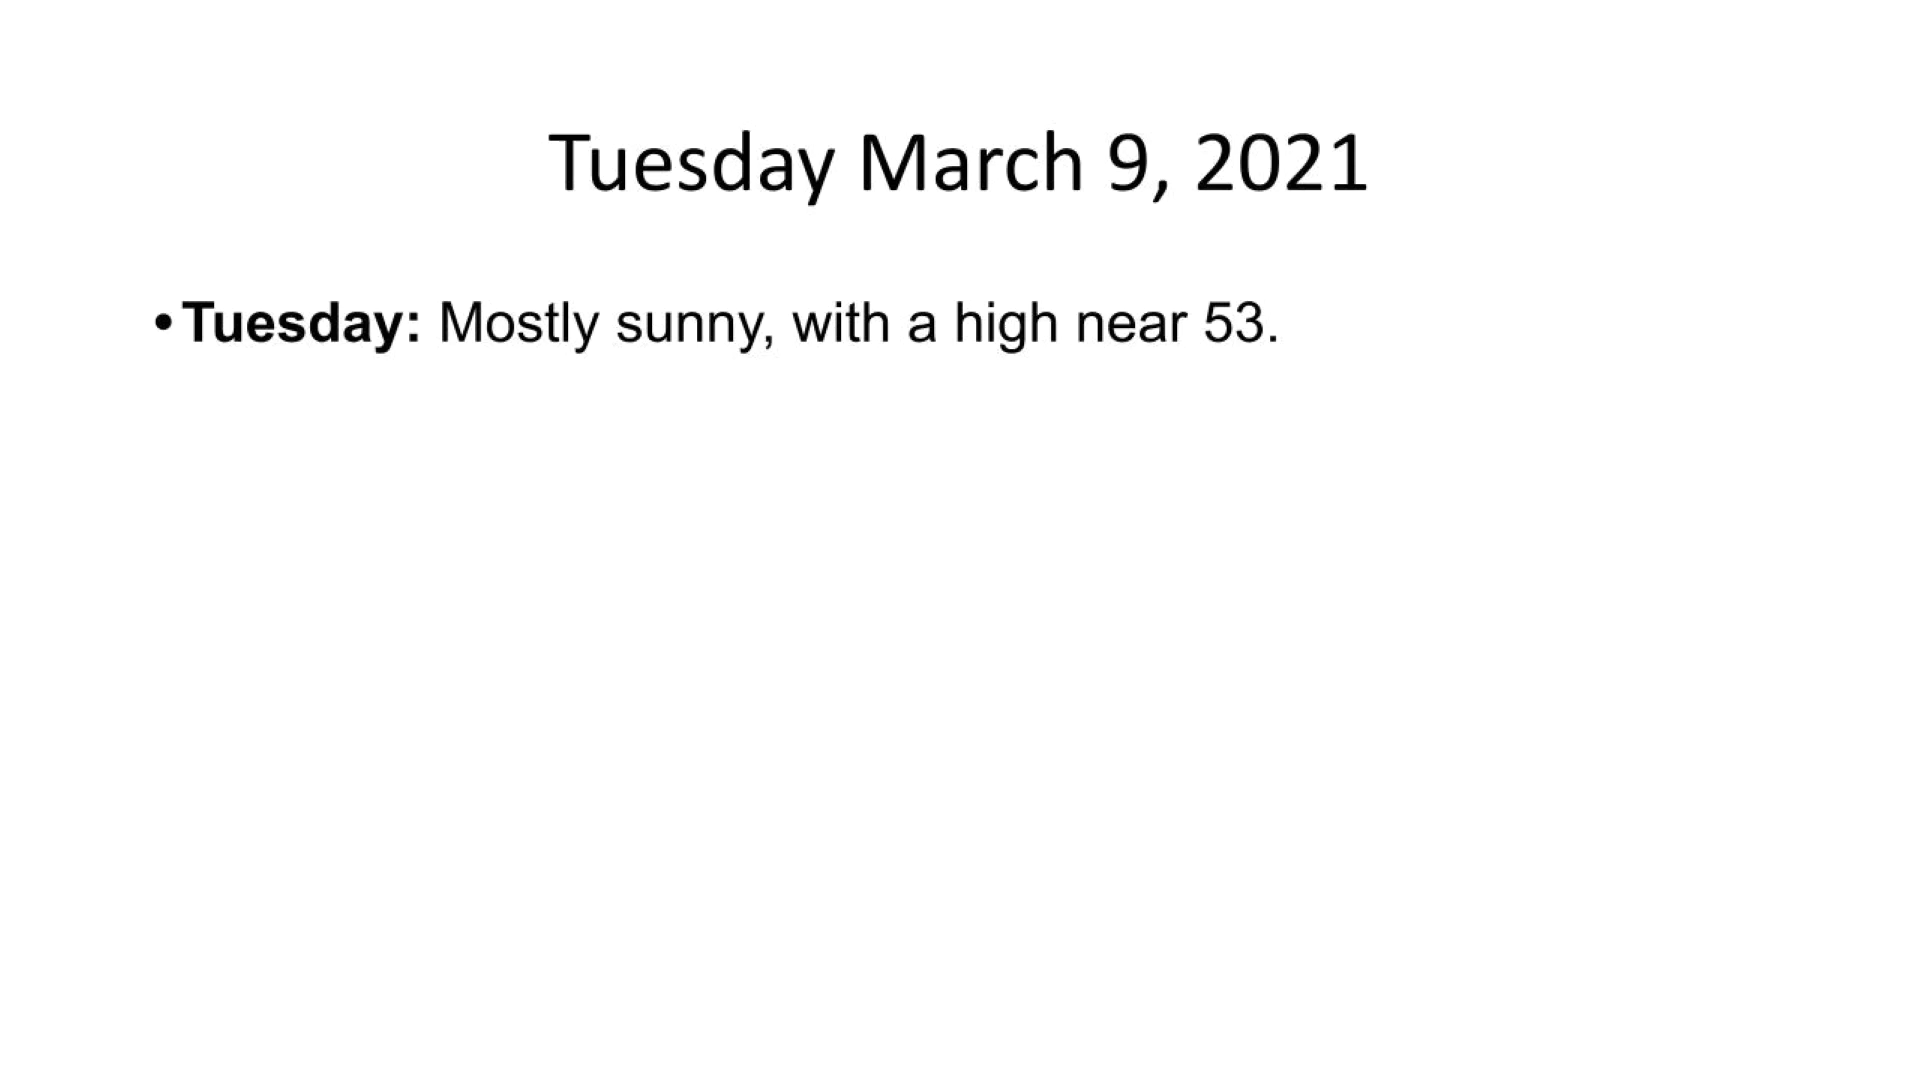 Tuesday March 9, 2021
• Tuesday: Mostly sunny, with a high near 53.